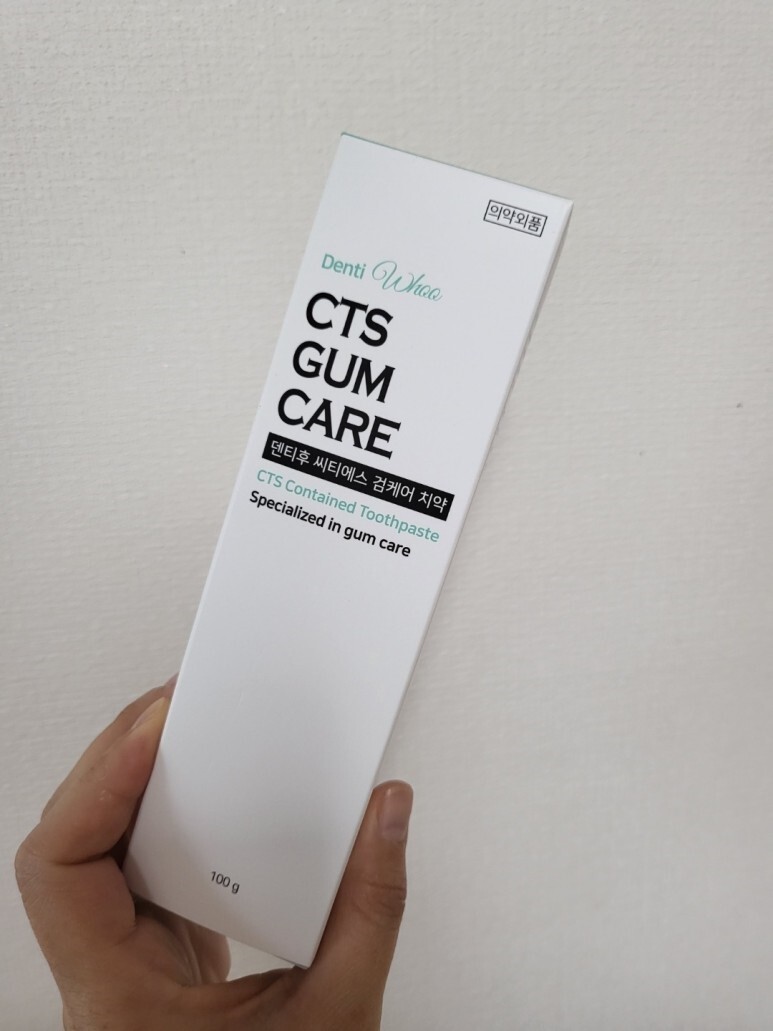 의약외품
Denti Whoo
CTS
GUM
CARE
덴티후 씨티에스 검케어 치약
CTS Contained Toothpaste
Specialized in gum care
100 g